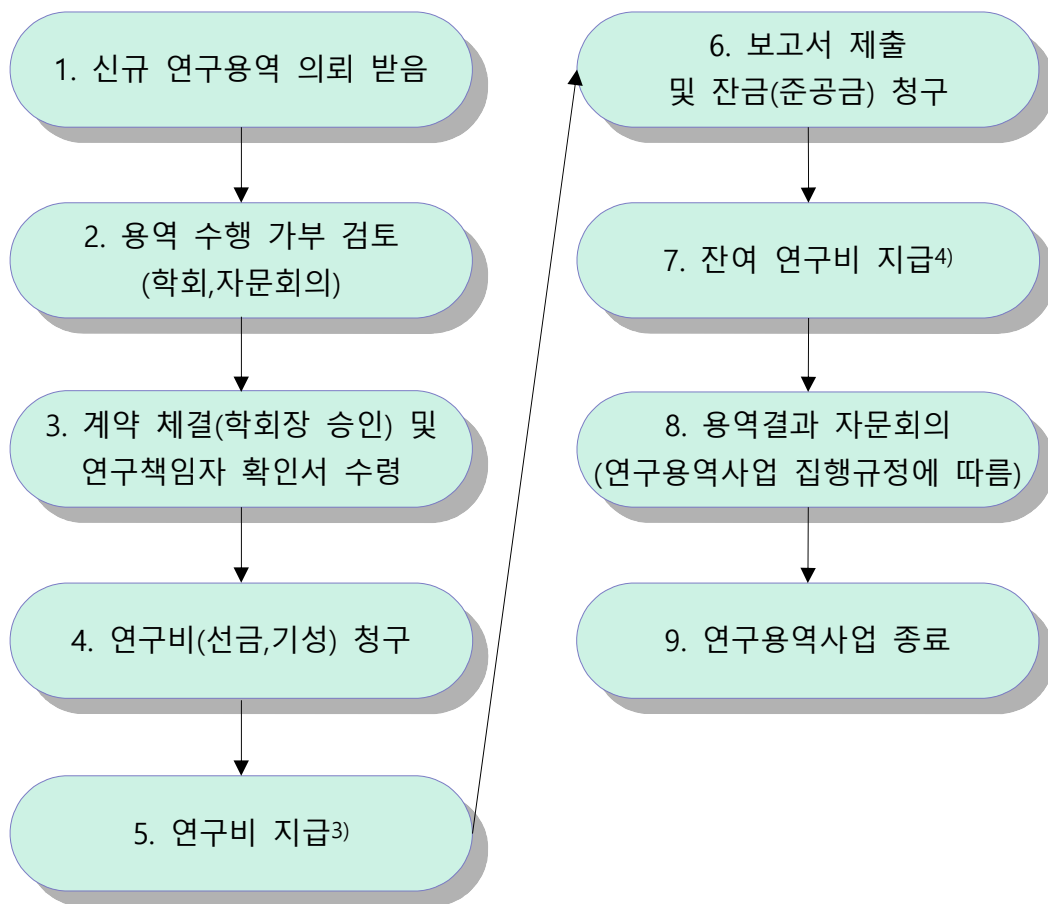 1. 신규 연구용역 의뢰 받음
2. 용역 수행 가부 검토
(학회,자문회의)
3. 계약 체결(학회장 승인) 및
연구책임자 확인서 수령
4. 연구비(선금,기성) 청구
5. 연구비 지급3)
6. 보고서 제출
및 잔금(준공금) 청구
7. 잔여 연구비 지급4)
8. 용역결과 자문회의
(연구용역사업 집행규정에 따름)
9. 연구용역사업 종료